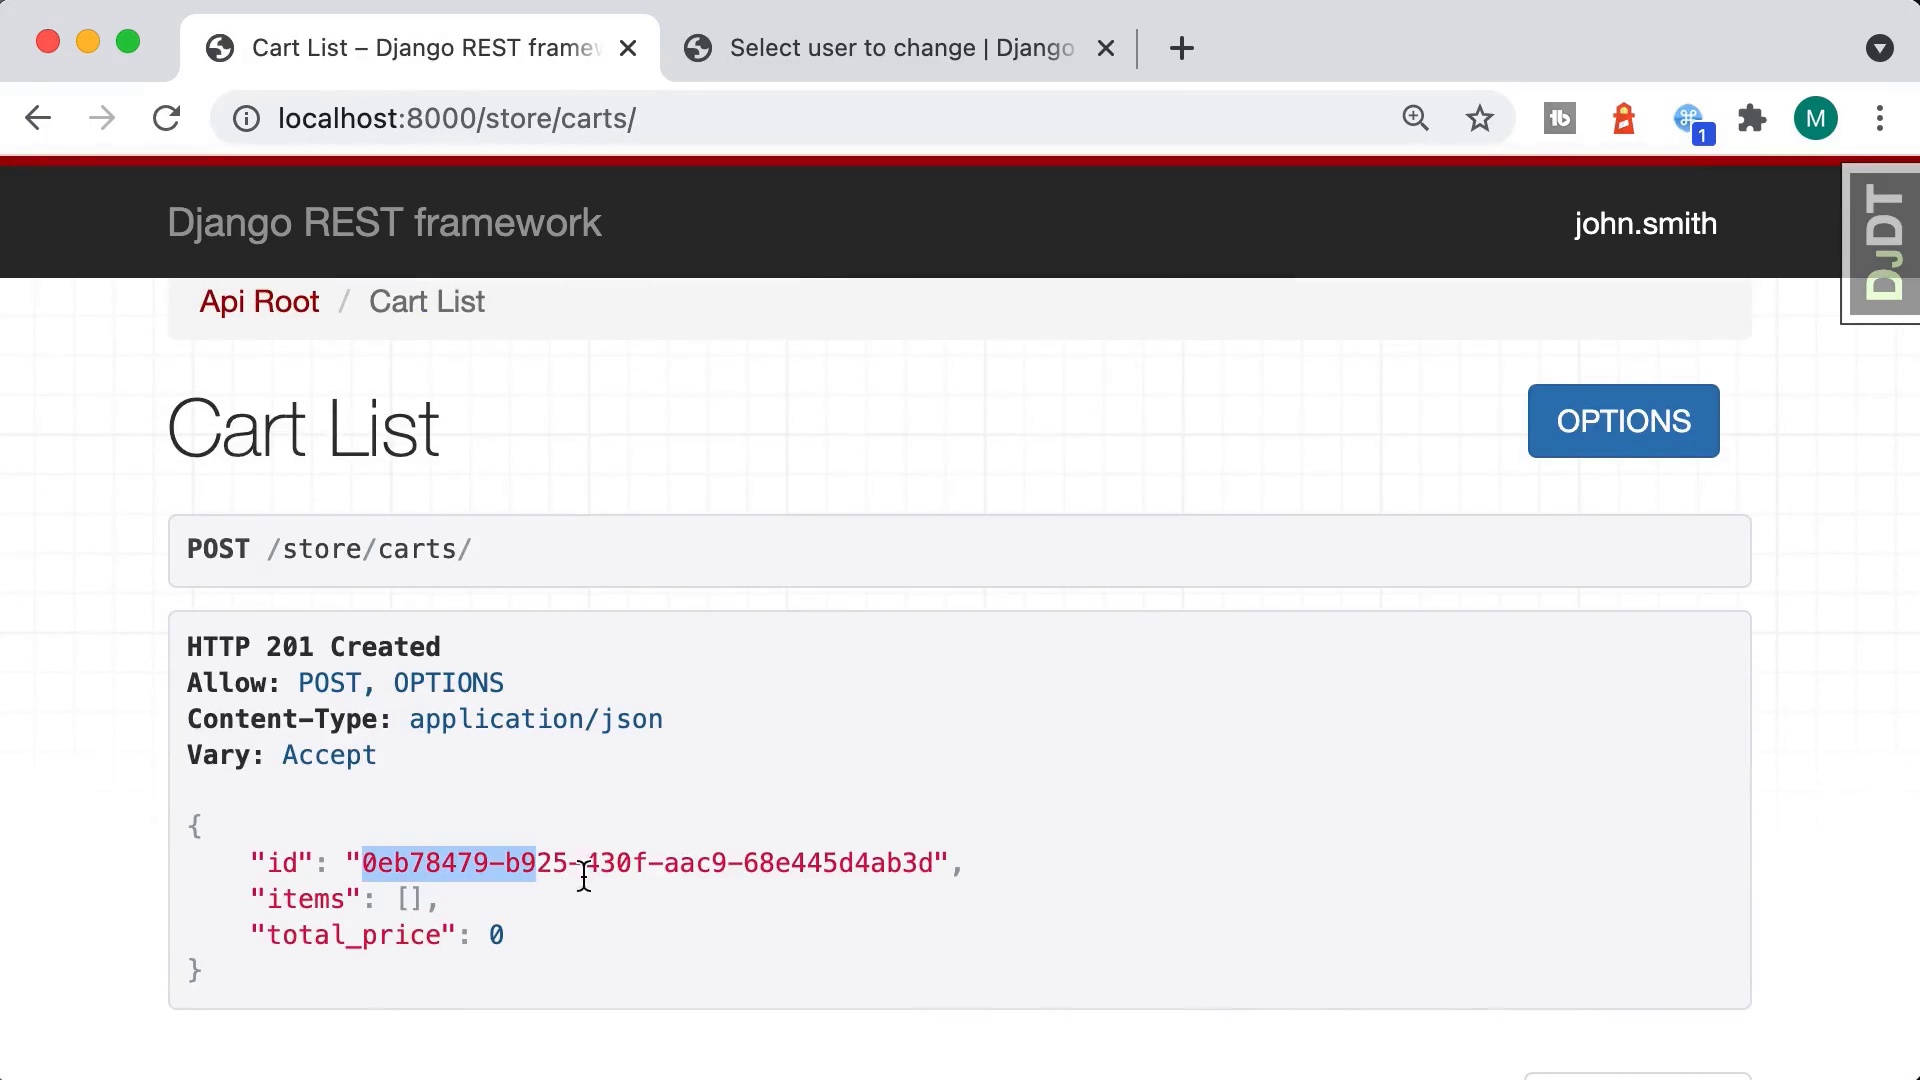 Cart List – Django REST framew
Select user to change | Django
localhost:8000/store/carts/
1
M
Django REST framework
john.smith
DJDT
Api Root / Cart List
Cart List
OPTIONS
POST /store/carts/
HTTP 201 Created
Allow: POST, OPTIONS
Content-Type: application/json
Vary: Accept
{
"id": "0eb78479-b925-430f-aac9-68e445d4ab3d",
"items": [],
"total_price": 0
}